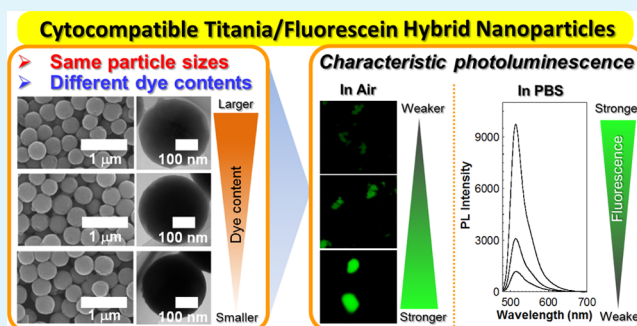 Cytocompatible Titania/Fluorescein Hybrid Nanoparticles
Same particle sizes
Different dye contents
Larger
1 μm
100 nm
1 μm
100 nm
1 μm
100 nm
Dye content
Smaller
Characteristic photoluminescence
In Air
Weaker
Stronger
In PBS
PL Intensity
9000
6000
3000
0
500
600
700
Wavelength (nm)
Stronger
Fluorescence
Weaker